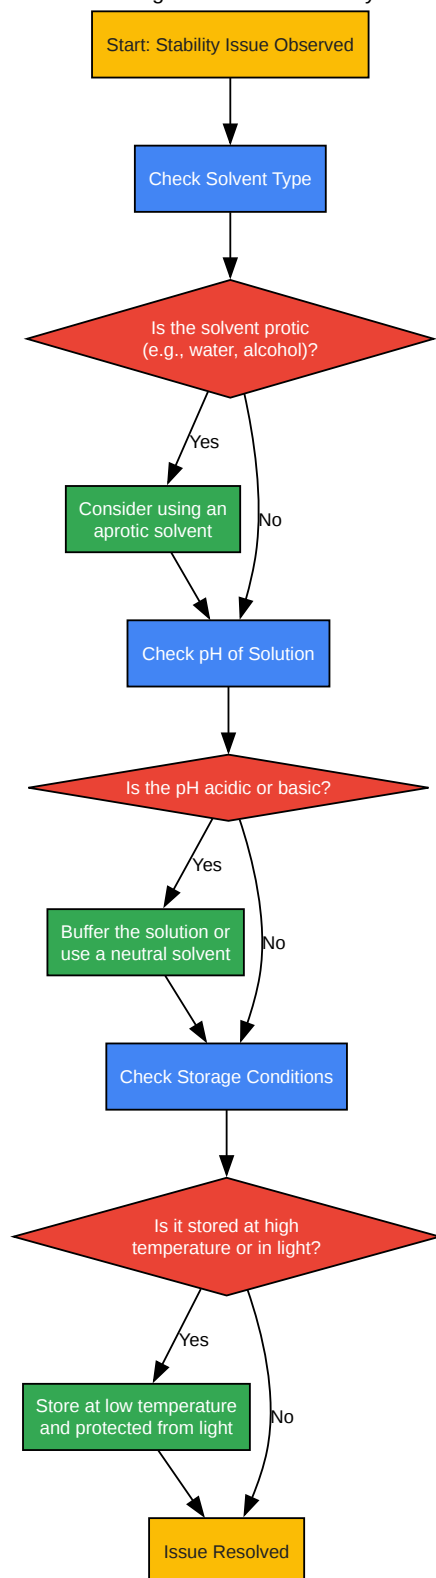 Start: Stability Issue Observed
Check Solvent Type
Is the solvent protic
(e.g., water, alcohol)?
Yes
Consider using an
aprotic solvent
No
Check pH of Solution
Is the pH acidic or basic?
Yes
Buffer the solution or
use a neutral solvent
No
Check Storage Conditions
Is it stored at high
temperature or in light?
Yes
Store at low temperature
and protected from light
No
Issue Resolved